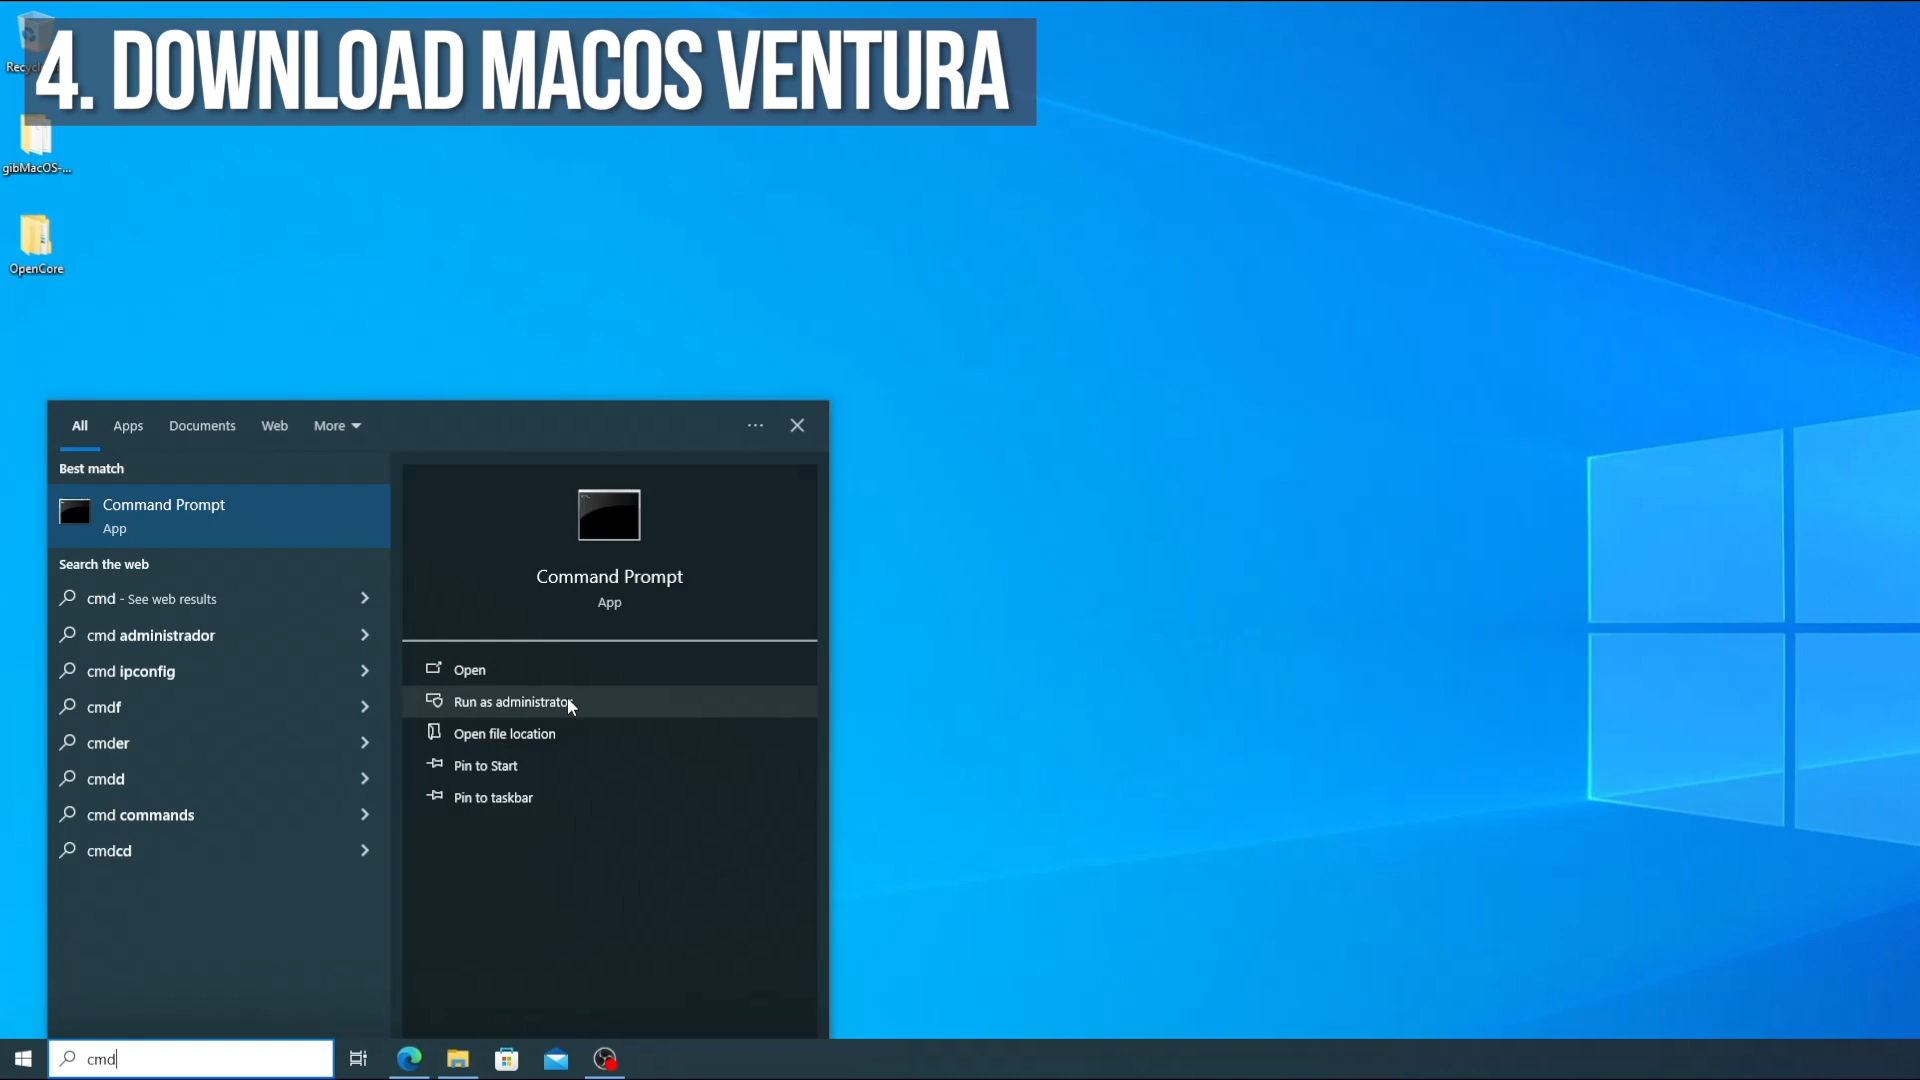 4. DOWNLOAD MACOS VENTURA
gibMacOS-...
OpenCore
All
Apps
Documents
Web
More
Best match
Command Prompt
App
Search the web
cmd - See web results
cmd administrador
cmd ipconfig
cmdf
cmder
cmdd
cmd commands
cmdcd
Command Prompt
App
Open
Run as administrator
Open file location
Pin to Start
Pin to taskbar
cmd